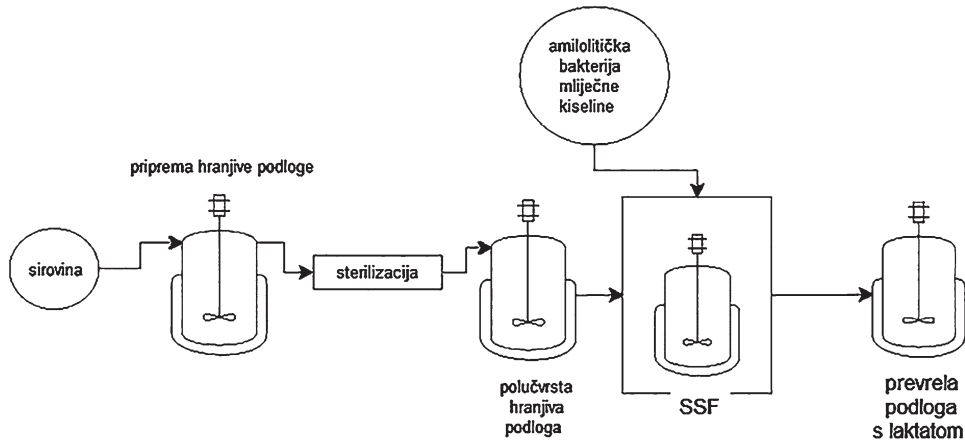 amilolitička
bakterija
mliječne
kiseline
priprema hranjive podloge
sirovina
sterilizacija
polučvrsta
hranjiva
podloga
SSF
prevrela
podloga
s laktatom